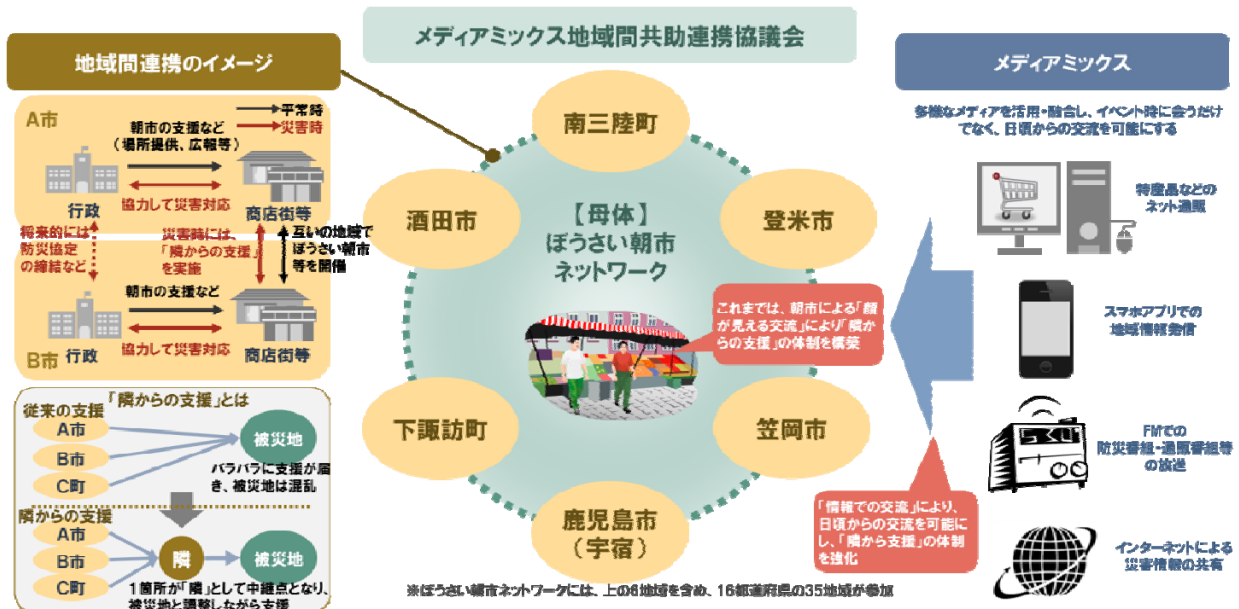 メディアミックス地域間共助連携協議会
地域間連携のイメージ
A市
平常時
災害時
朝市の支援など
(場所提供、広報等)
行政
協力して災害対応
商店街等
将来的には
防災協定
の締結など
災害時には、
「隣からの支援」
を実施
互いの地域で
ぼうさい朝市
等を開催
朝市の支援など
行政
協力して災害対応
商店街等
B市
「隣からの支援」とは
従来の支援
A市
B市
C町
被災地
バラバラに支援が届
き、被災地は混乱
隣からの支援
A市
B市
C町
隣
被災地
1箇所が「隣」として中継点となり、
被災地と調整しながら支援
南三陸町
酒田市
登米市
【母体】
ぼうさい朝市
ネットワーク
これまでは、朝市による「顔
が見える交流」により「隣か
らの支援」の体制を構築
下諏訪町
笠岡市
鹿児島市
(宇宿)
「情報での交流」により、
日頃からの交流を可能に
し、「隣から支援」の体制
を強化
※ぼうさい朝市ネットワークには、上の6地域を含め、16都道府県の35地域が参加
メディアミックス
多様なメディアを活用・融合し、イベント時に会うだけ
でなく、日頃からの交流を可能にする
特産品などの
ネット通販
スマホアプリでの
地域情報発信
FMでの
防災番組・通販番組等
の放送
インターネットによる
災害情報の共有